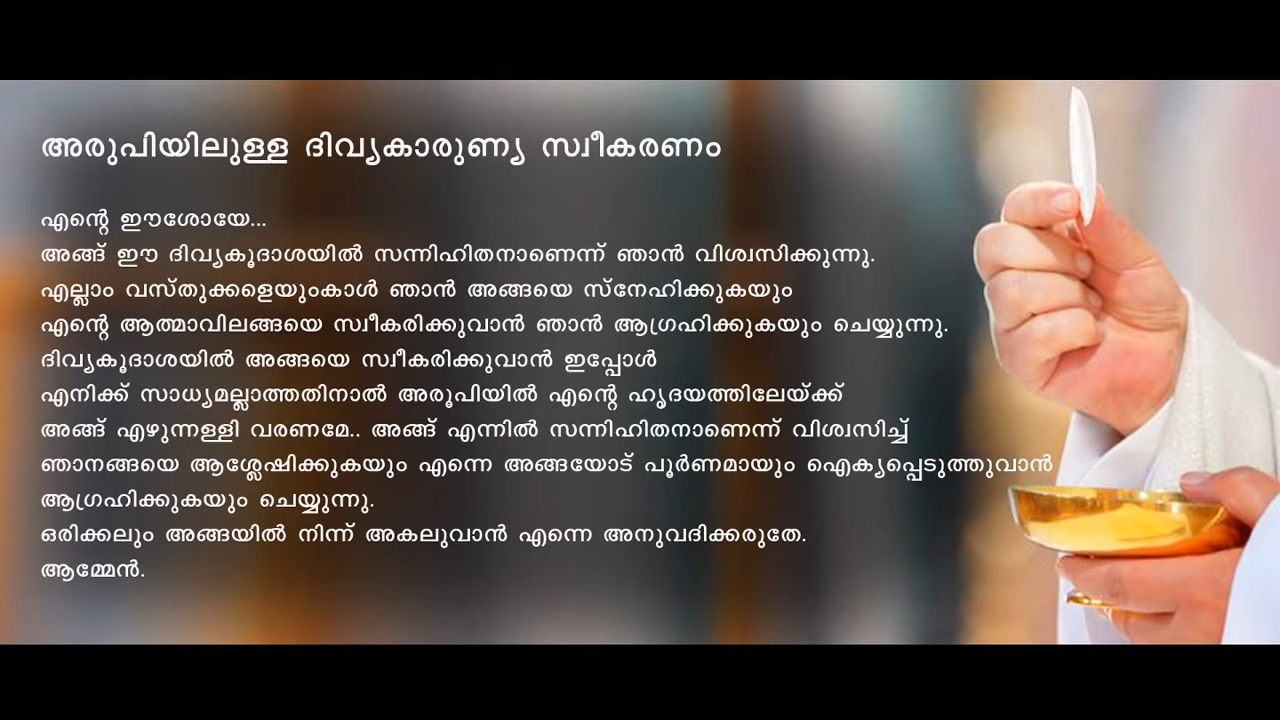 അരുപിയിലുള്ള ദിവ്യകാരുണ്യ സ്വീകരണം
എന്റെ ഈശോയേ...
അങ്ങ് ഈ ദിവ്യകൂദാശയിൽ സന്നിഹിതനാണെന്ന് ഞാൻ വിശ്വസിക്കുന്നു.
എല്ലാം വസ്തുക്കളെയുംകാൾ ഞാൻ അങ്ങയെ സ്നേഹിക്കുകയും
എന്റെ ആത്മാവിലങ്ങയെ സ്വീകരിക്കുവാൻ ഞാൻ ആഗ്രഹിക്കുകയും ചെയ്യുന്നു.
ദിവ്യകൂദാശയിൽ അങ്ങയെ സ്വീകരിക്കുവാൻ ഇപ്പോൾ
എനിക്ക് സാധ്യമല്ലാത്തതിനാൽ അരൂപിയിൽ എന്റെ ഹൃദയത്തിലേയ്ക്ക്
അങ്ങ് എഴുന്നള്ളി വരണമേ.. അങ്ങ് എന്നിൽ സന്നിഹിതനാണെന്ന് വിശ്വസിച്ച്
ഞാനങ്ങയെ ആശ്ലേഷിക്കുകയും എന്നെ അങ്ങയോട് പൂർണമായും ഐക്യപ്പെടുത്തുവാൻ
ആഗ്രഹിക്കുകയും ചെയ്യുന്നു.
ഒരിക്കലും അങ്ങയിൽ നിന്ന് അകലുവാൻ എന്നെ അനുവദിക്കരുതേ.
ആമ്മേൻ.